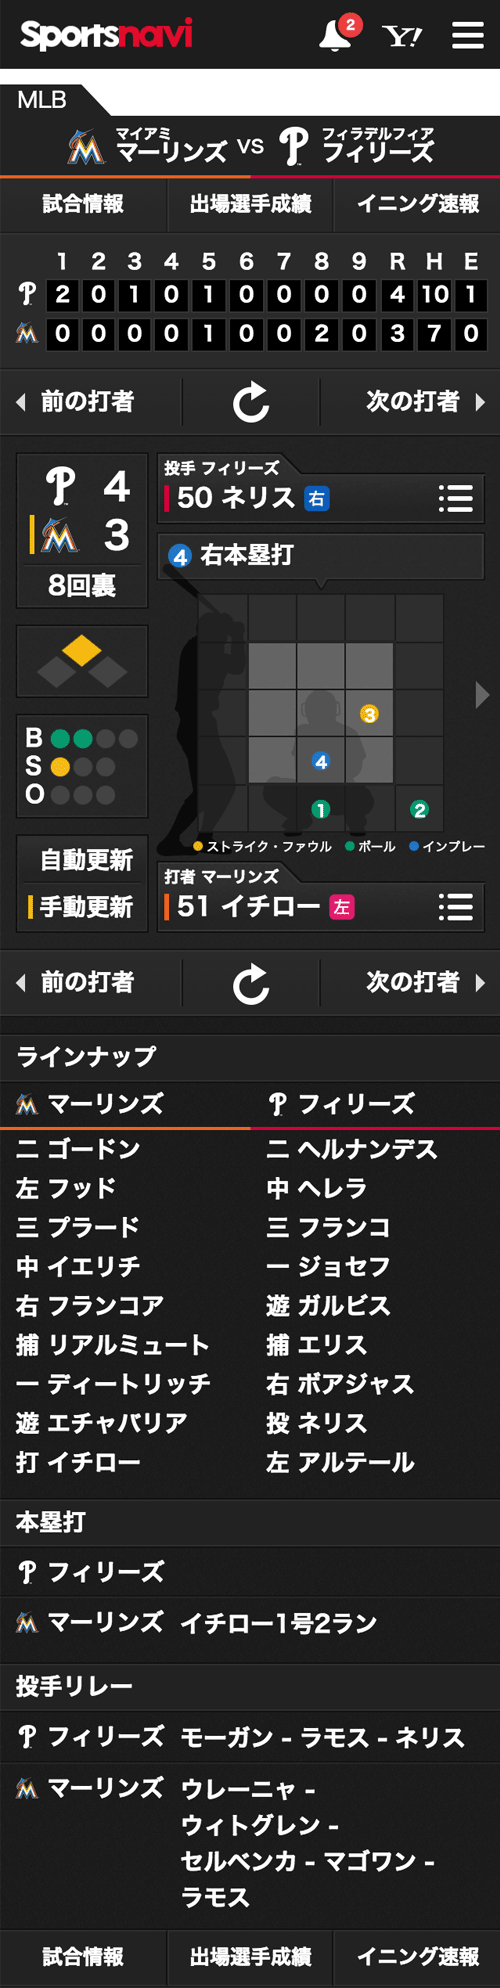 Sportsnavi
2
Y!
MLB
マイアミ
マーリンズ
vs
フィラデルフィア
フィリーズ
試合情報 出場選手成績 イニング速報
1 2 3 4 5 6 7 8 9 R H E
P 2 0 1 0 1 0 0 0 0 4 10 1
M 0 0 0 0 1 0 0 2 0 3 7 0
前の打者 次の打者
P 4
M 3
8回裏
投手 フィリーズ
50 ネリス 右
4 右本塁打
3
4
1
2
B
S
O
ストライク・ファウル ボール インプレー
自動更新
手動更新
打者 マーリンズ
51 イチロー 左
前の打者 次の打者
ラインナップ
M マーリンズ P フィリーズ
二 ゴードン 二 ヘルナンデス
左 フッド 中 ヘレラ
三 プラード 三 フランコ
中 イエリチ 一 ジョセフ
右 フランコア 遊 ガルビス
捕 リアルミュート 捕 エリス
一 ディートリッチ 右 ボアジャス
遊 エチャバリア 投 ネリス
打 イチロー 左 アルテール
本塁打
P フィリーズ
M マーリンズ イチロー1号2ラン
投手リレー
P フィリーズ モーガン - ラモス - ネリス
M マーリンズ ウレーニャ -
ウィトグレン -
セルベンカ - マゴワン -
ラモス
試合情報 出場選手成績 イニング速報